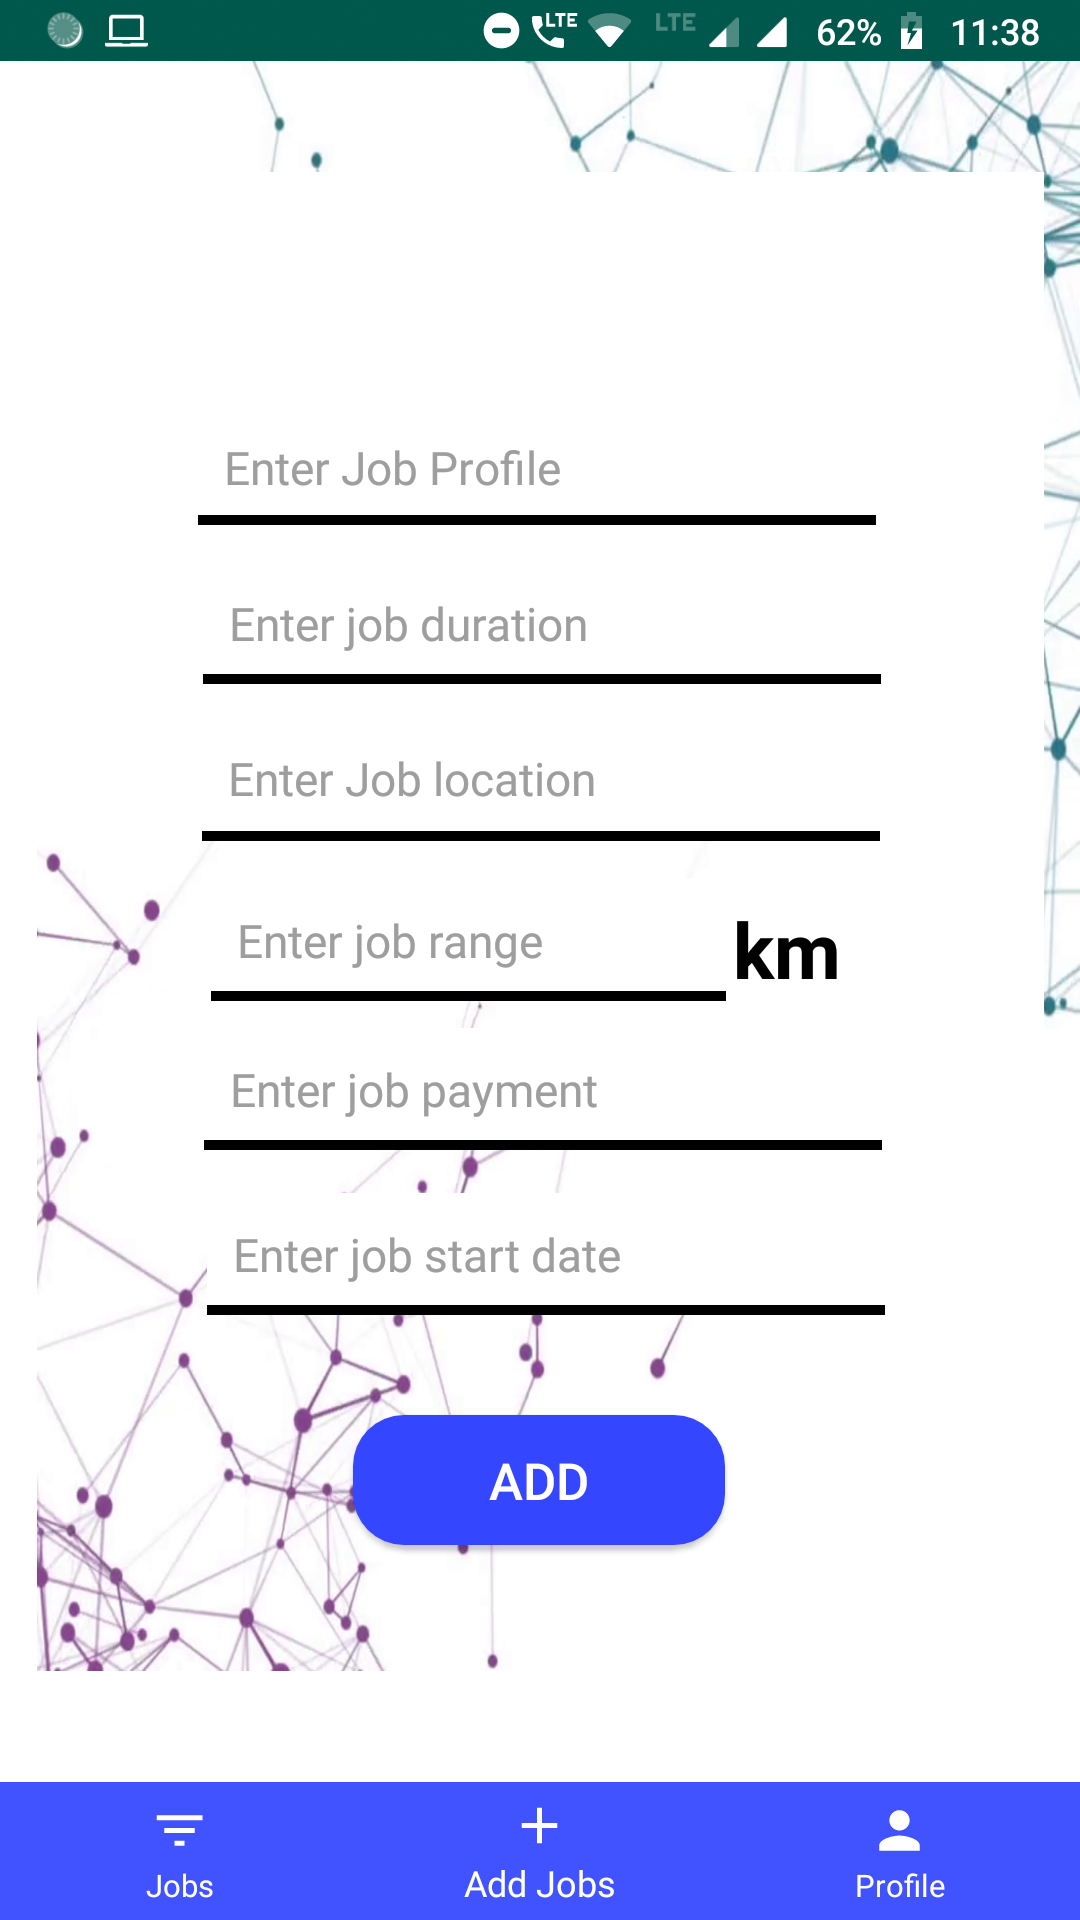 LTE LTE 62% 11:38
Enter Job Profile
Enter job duration
Enter Job location
Enter job range km
Enter job payment
Enter job start date
ADD
Jobs Add Jobs Profile